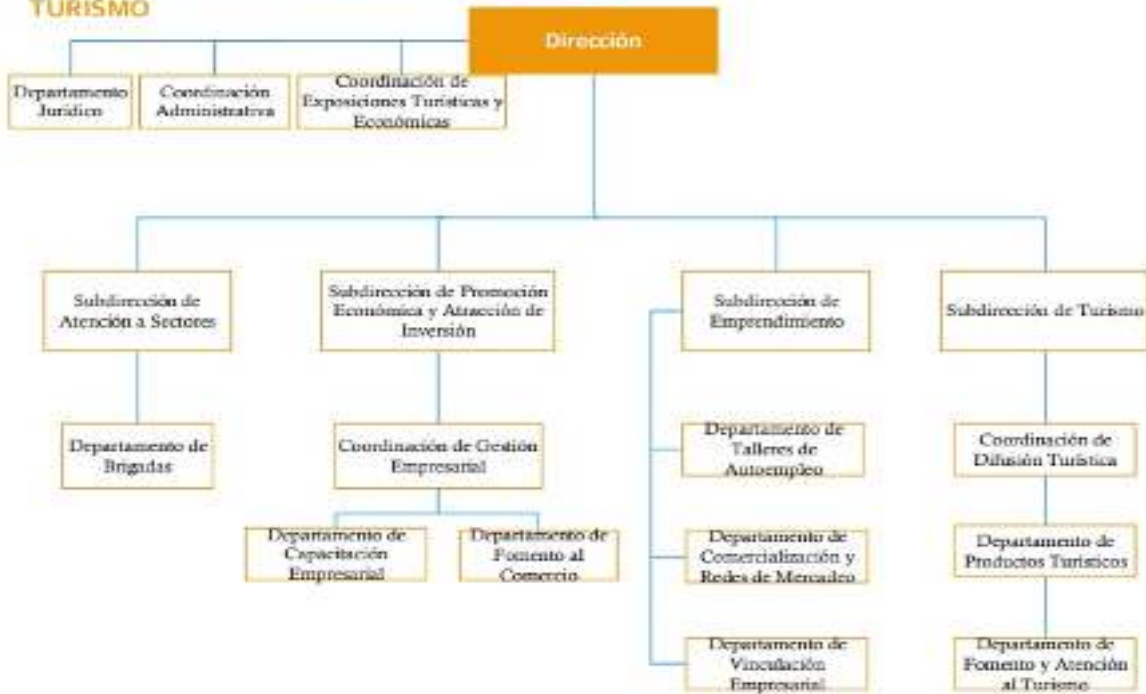 TURISMO
Dirección
Departamento
Jurídico
Coordinación
Administrativa
Coordinación de
Exposiciones Turísticas y
Económicas
Subdirección de
Atención a Sectores
Subdirección de Promoción
Económica y Atracción de
Inversión
Subdirección de
Emprendimiento
Subdirección de Turismo
Departamento de
Brigadas
Coordinación de Gestión
Empresarial
Departamento de
Talleres de
Autoempleo
Coordinación de
Difusión Turística
Departamento de
Capacitación
Empresarial
Departamento de
Fomento al
Comercio
Departamento de
Comercialización y
Redes de Mercadeo
Departamento de
Productos Turísticos
Departamento de
Vinculación
Empresarial
Departamento de
Fomento y Atención
al Turismo